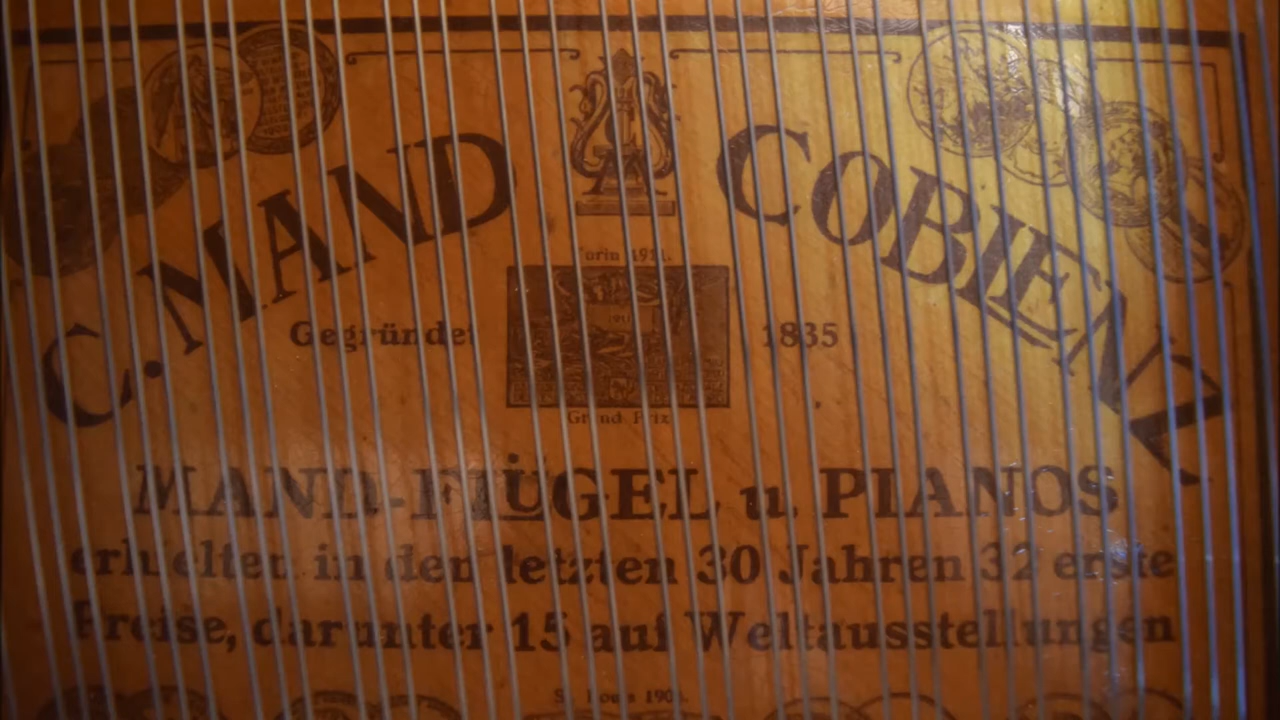 C. MAND COBLENZ
Torin 1911.
Gegründet 1835
Grand Prix
MAND-FLÜGEL u. PIANOS
erhielten in den letzten 30 Jahren 32 erste
Preise, darunter 15 auf Weltausstellungen
St. Louis 1904.